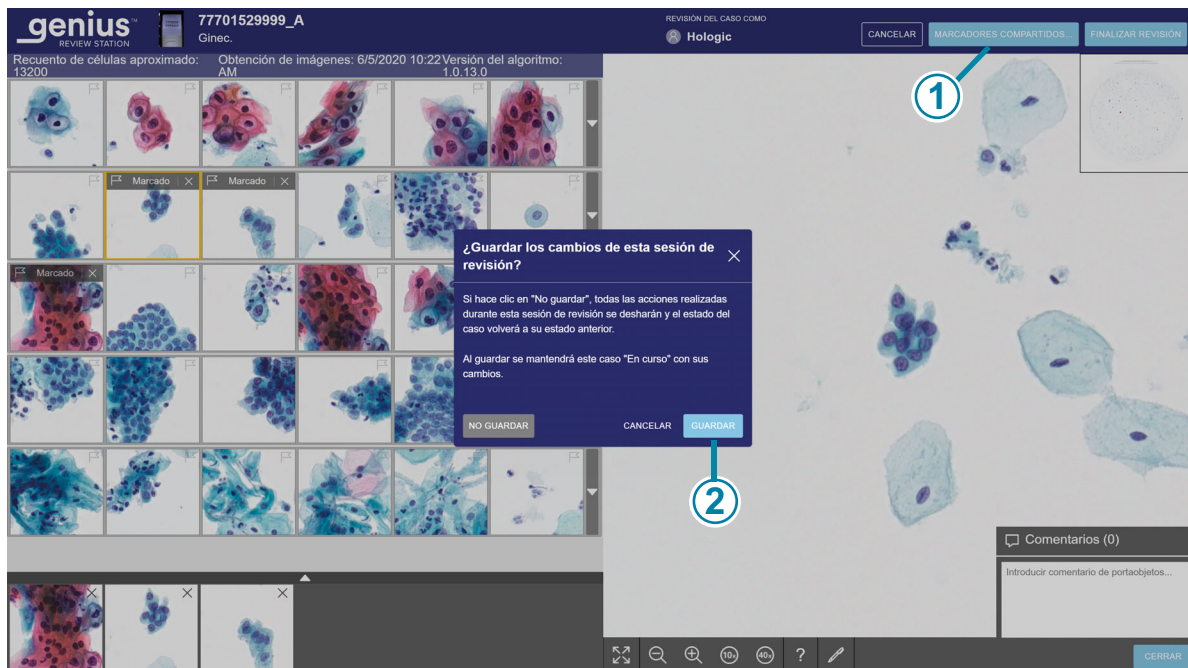 genius™
REVIEW STATION
77701529999_A
Ginec.
REVISIÓN DEL CASO COMO
Hologic
CANCELAR
MARCADORES COMPARTIDOS...
FINALIZAR REVISIÓN
1
Recuento de células aproximado:
13200
Obtención de imágenes: 6/5/2020 10:22
AM
Versión del algoritmo:
1.0.13.0
Marcado
Marcado
Marcado
¿Guardar los cambios de esta sesión de
revisión?
Si hace clic en "No guardar", todas las acciones realizadas
durante esta sesión de revisión se desharán y el estado del
caso volverá a su estado anterior.
Al guardar se mantendrá este caso "En curso" con sus
cambios.
NO GUARDAR
CANCELAR
GUARDAR
2
Comentarios (0)
Introducir comentario de portaobjetos...
10x
40x
?
CERRAR